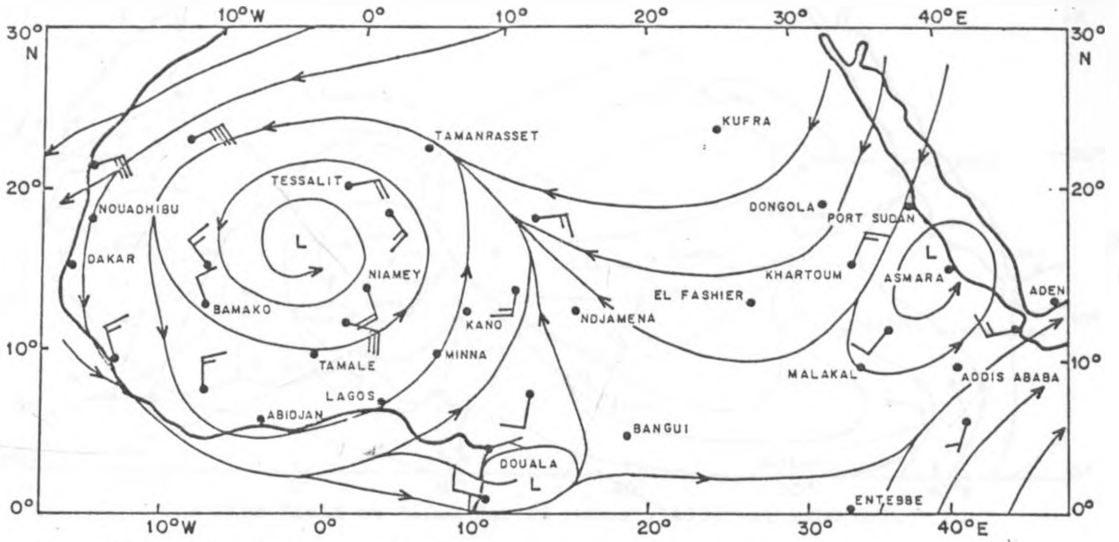 10°W 0° 10° 20° 30° 40°E
30° 30°
N N
KUFRA
TAMANRASSET
TESSALIT
20° 20°
DONGOLA
PORT SUDAN
NOUADHIBU
L L
DAKAR
KHARTOUM
ASMARA
NIAMEY
EL FASHIER
ADEN
BAMAKO
KANO
NDJAMENA
10° MINNA 10°
TAMALE
MALAKAL
ADDIS ABABA
LAGOS
ABIDJAN
BANGUI
DOUALA
L
ENTEBBE
0° 0°
10°W 0° 10° 20° 30° 40°E